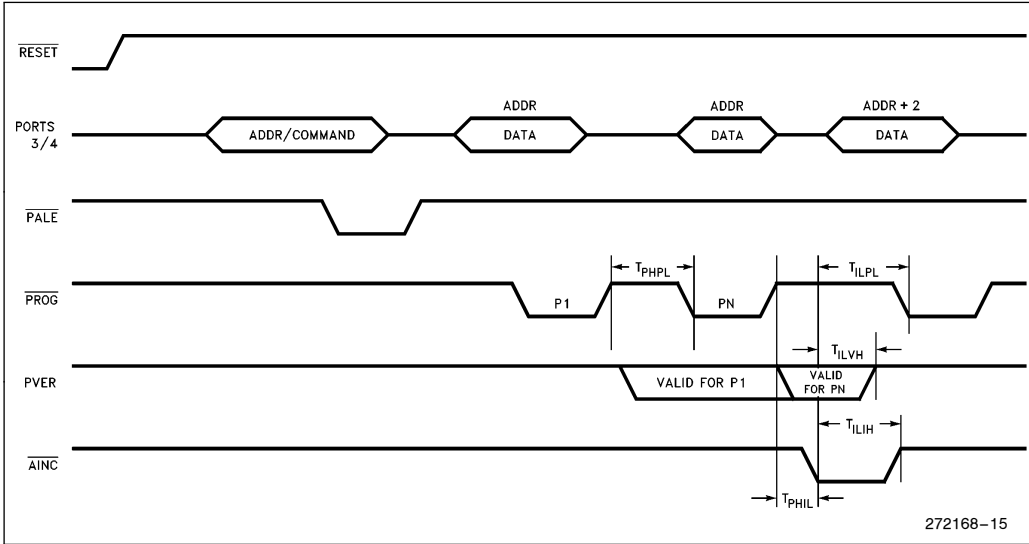 RESET
ADDR ADDR ADDR + 2
PORTS 3/4
ADDR/COMMAND DATA DATA DATA
PALE
TPHPL TILPL
PROG
P1 PN
TILVH
PVER
VALID FOR P1
VALID FOR PN
TILIH
AINC
TPHIL
272168-15